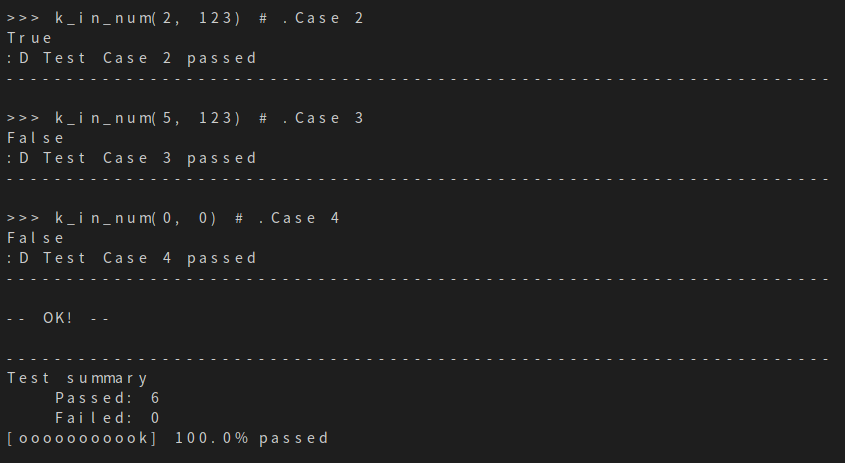 >>> k_in_num(2, 123) # .Case 2
True
:D Test Case 2 passed
---------------------------------------------------------------------
>>> k_in_num(5, 123) # .Case 3
False
:D Test Case 3 passed
---------------------------------------------------------------------
>>> k_in_num(0, 0) # .Case 4
False
:D Test Case 4 passed
---------------------------------------------------------------------
-- OK! --
---------------------------------------------------------------------
Test summary
    Passed: 6
    Failed: 0
[ooooooooook] 100.0% passed